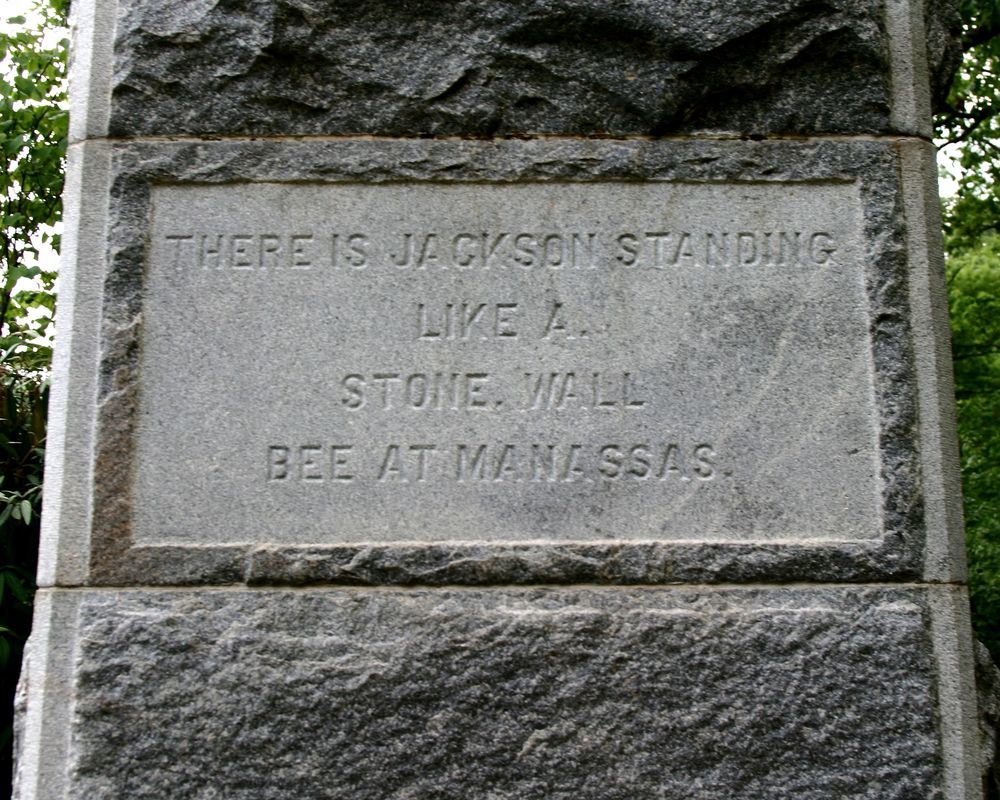 THERE IS JACKSON STANDING
LIKE A.
STONE. WALL
BEE AT MANASSAS.